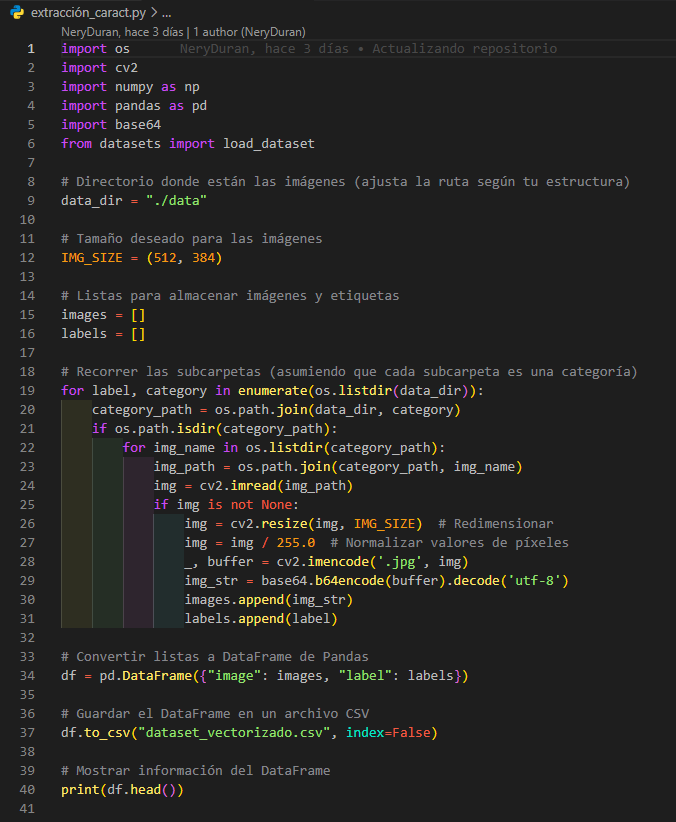 extracción_caract.py > ...
NeryDuran, hace 3 días | 1 author (NeryDuran)
1 import os NeryDuran, hace 3 días • Actualizando repositorio
2 import cv2
3 import numpy as np
4 import pandas as pd
5 import base64
6 from datasets import load_dataset
7
8 # Directorio donde están las imágenes (ajusta la ruta según tu estructura)
9 data_dir = "./data"
10
11 # Tamaño deseado para las imágenes
12 IMG_SIZE = (512, 384)
13
14 # Listas para almacenar imágenes y etiquetas
15 images = []
16 labels = []
17
18 # Recorrer las subcarpetas (asumiendo que cada subcarpeta es una categoría)
19 for label, category in enumerate(os.listdir(data_dir)):
20     category_path = os.path.join(data_dir, category)
21     if os.path.isdir(category_path):
22         for img_name in os.listdir(category_path):
23             img_path = os.path.join(category_path, img_name)
24             img = cv2.imread(img_path)
25             if img is not None:
26                 img = cv2.resize(img, IMG_SIZE)  # Redimensionar
27                 img = img / 255.0  # Normalizar valores de píxeles
28                 _, buffer = cv2.imencode('.jpg', img)
29                 img_str = base64.b64encode(buffer).decode('utf-8')
30                 images.append(img_str)
31                 labels.append(label)
32
33 # Convertir listas a DataFrame de Pandas
34 df = pd.DataFrame({"image": images, "label": labels})
35
36 # Guardar el DataFrame en un archivo CSV
37 df.to_csv("dataset_vectorizado.csv", index=False)
38
39 # Mostrar información del DataFrame
40 print(df.head())
41